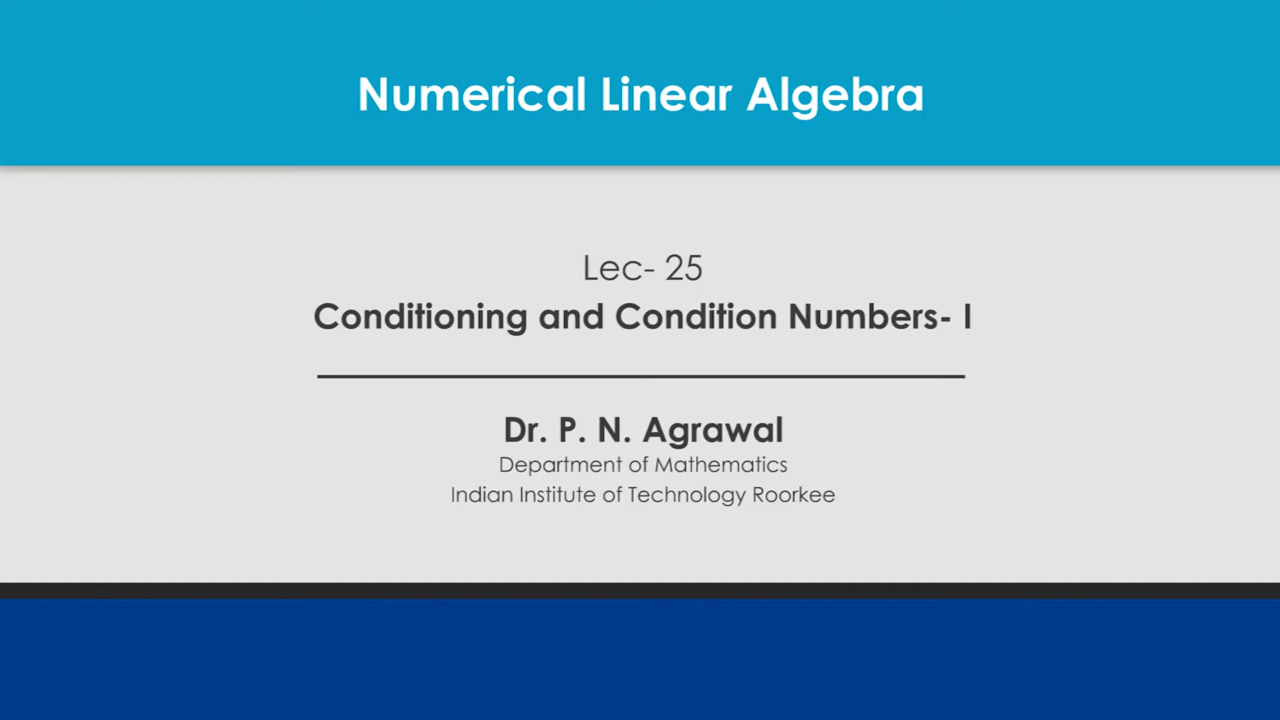 Numerical Linear Algebra
Lec- 25
Conditioning and Condition Numbers- I
Dr. P. N. Agrawal
Department of Mathematics
Indian Institute of Technology Roorkee